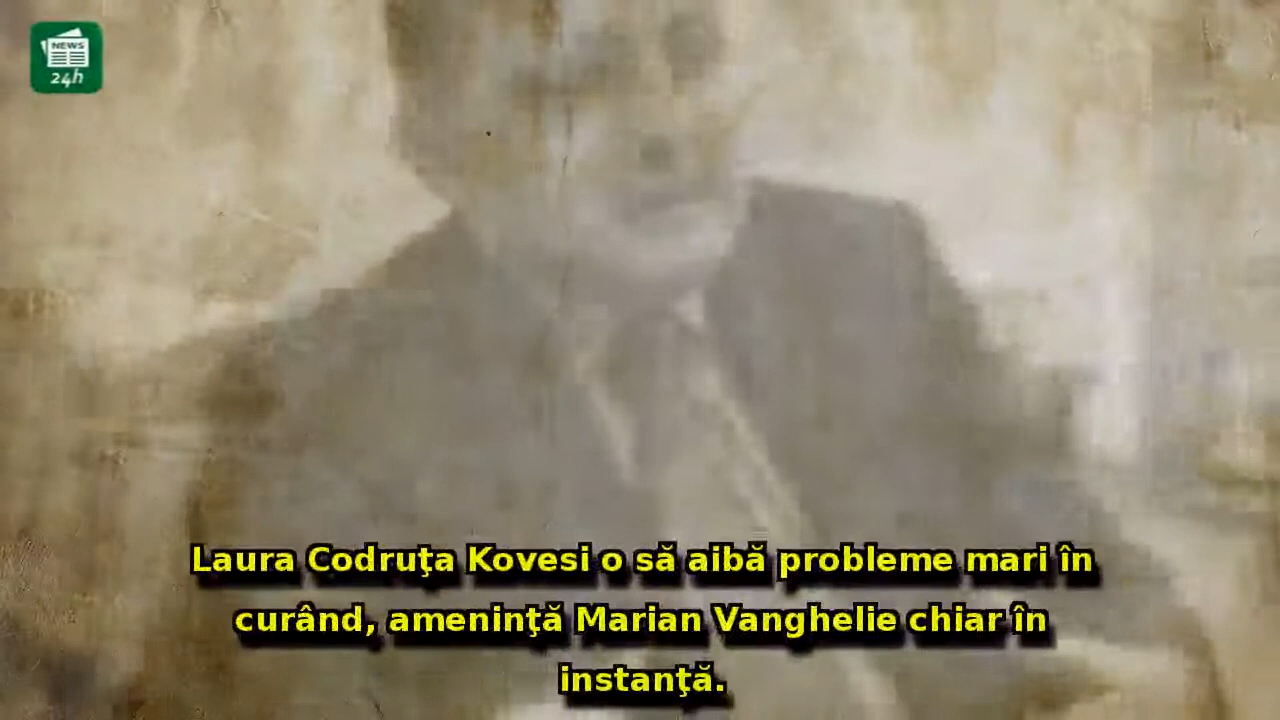 NEWS
24h
Laura Codruţa Kovesi o să aibă probleme mari în
curând, ameninţă Marian Vanghelie chiar în
instanţă.